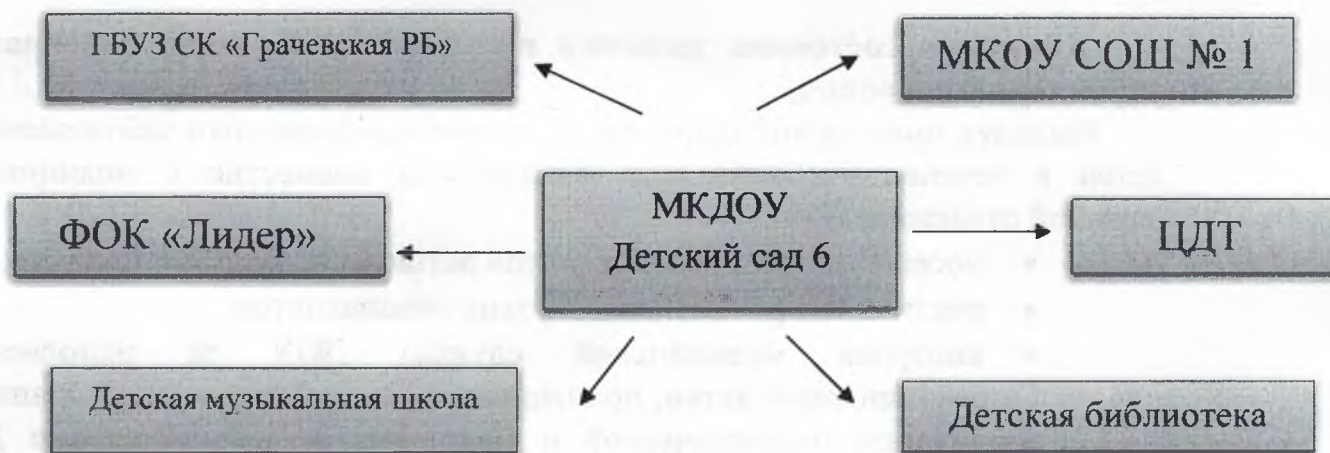 ГБУЗ СК «Грачевская РБ»
МКОУ СОШ № 1
ФОК «Лидер»
МКДОУ
Детский сад 6
ЦДТ
Детская музыкальная школа
Детская библиотека